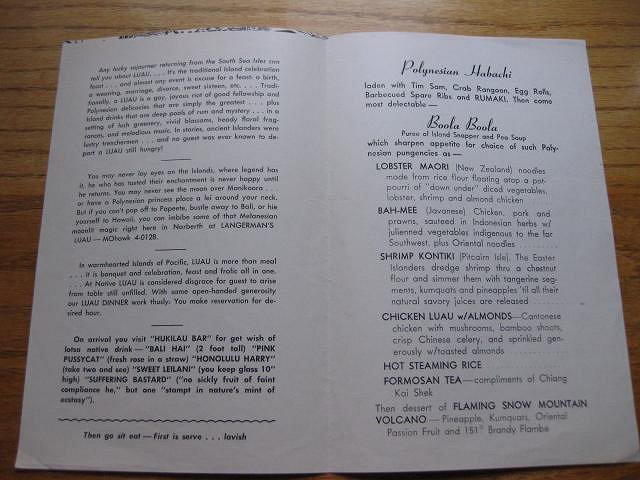 Any lucky sojourner returning from the South Sea Isles can
tell you about LUAU. . . . It's the traditional Island celebration
feast . . . and almost any event is excuse for a feast: a birth,
a wearning, marriage, divorce, sweet sixteen, etc. . . . Tradi-
tionally, a LUAU is a gay, joyous riot of good fellowship and
Polynesian delicacies that are simply the greatest . . . plus
Island drinks that are deep pools of rum and mystery . . . in a
setting of lush greenery, vivid blossoms, heady floral frag-
rances, and melodious music. In stories, ancient Islanders were
lustry trenchermen . . . and no guest was ever known to de-
part a LUAU still hungry!
You may never lay eyes on the Islands, where legend has
it, he who has tasted their enchantment is never happy until
he returns. You may never see the moon over Manikoora . . .
or have a Polynesian princess place a lei around your neck.
But if you can't pop off to Papeete, bustle away to Bali, or hie
yourself to Hawaii, you can imbibe some of that Melanesian
moonlit magic right here in Narberth at LANGERMAN'S
LUAU — MOhawk 4-0128.
In warmhearted Islands of Pacific, LUAU is more than meal
. . . it is banquet and celebration, feast and frolic all in one.
. . . At Native LUAU is considered disgrace for guest to arise
from table still unfilled. With same open-handed generosity
our LUAU DINNER work thusly: You make reservation for de-
sired hour.
On arrival you visit "HUKILAU BAR" for get wish of
lotsa native drink — "BALI HAI" (2 foot tall) "PINK
PUSSYCAT" (fresh rose in a straw) "HONOLULU HARRY"
(take two and see) "SWEET LEILANI" (you keep glass 10"
high) "SUFFERING BASTARD" ("no sickly fruit of faint
compliance he," but one "stampt in nature's mint of
ecstasy").
Then go sit eat — First is serve . . . lavish
Polynesian Habachi
laden with Tim Sam, Crab Rangoon, Egg Rolls,
barbecued Spare Ribs and RUMAKI. Then come
most delectable —
Boola Boola
Puree of Island Snapper and Pea Soup
which sharpen appetite for choice of such Poly-
nesian pungencies as —
LOBSTER MAORI (New Zealand) noodles
made from rice flour floating atop a pot-
pourri of "down under" diced vegetables,
lobster, shrimp and almond chicken
BAH-MEE (Javanese) Chicken, pork and
prawns, sauteed in Indonesian herbs w/
julienned vegetables indigenous to the far
Southwest, plus Oriental noodles
SHRIMP KONTIKI (Pitcairn Isle). The Easter
Islanders dredge shrimp thru a chestnut
flour and simmer them with tangerine seg-
ments, kumquats and pineapples 'til all their
natural savory juices are released
CHICKEN LUAU w/ALMONDS—Cantonese
chicken with mushrooms, bamboo shoots,
crisp Chinese celery, and sprinkled gen-
erously w/toasted almonds
HOT STEAMING RICE
FORMOSAN TEA—compliments of Chiang
Kai Shek
Then dessert of FLAMING SNOW MOUNTAIN
VOLCANO—Pineapple, Kumquats, Oriental
Passion Fruit and 151° Brandy Flambe